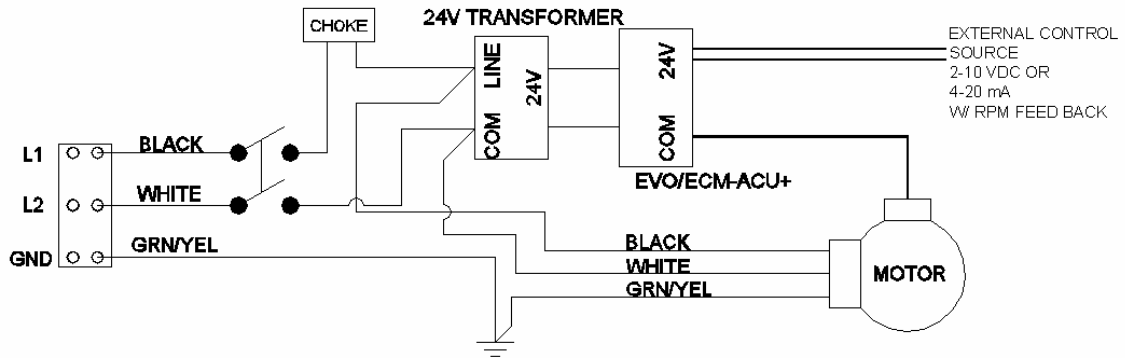 CHOKE
24V TRANSFORMER
LINE
COM
24V
24V
COM
EVO/ECM-ACU+
EXTERNAL CONTROL
SOURCE
2-10 VDC OR
4-20 mA
W/ RPM FEED BACK
L1
BLACK
L2
WHITE
GND
GRN/YEL
BLACK
WHITE
GRN/YEL
MOTOR